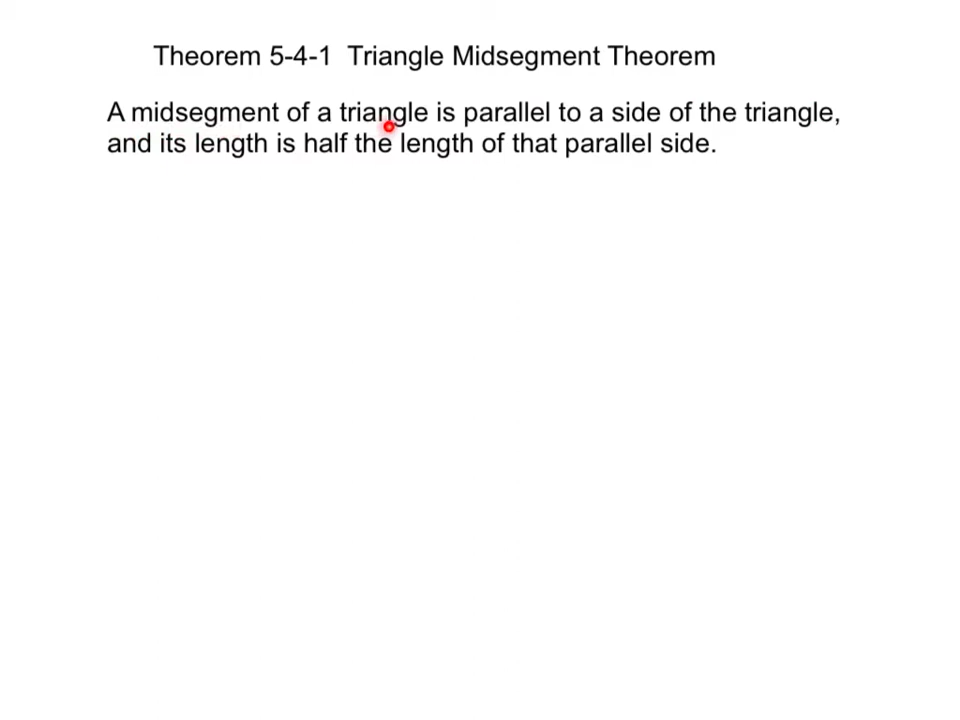 Theorem 5-4-1  Triangle Midsegment Theorem
A midsegment of a triangle is parallel to a side of the triangle,
and its length is half the length of that parallel side.